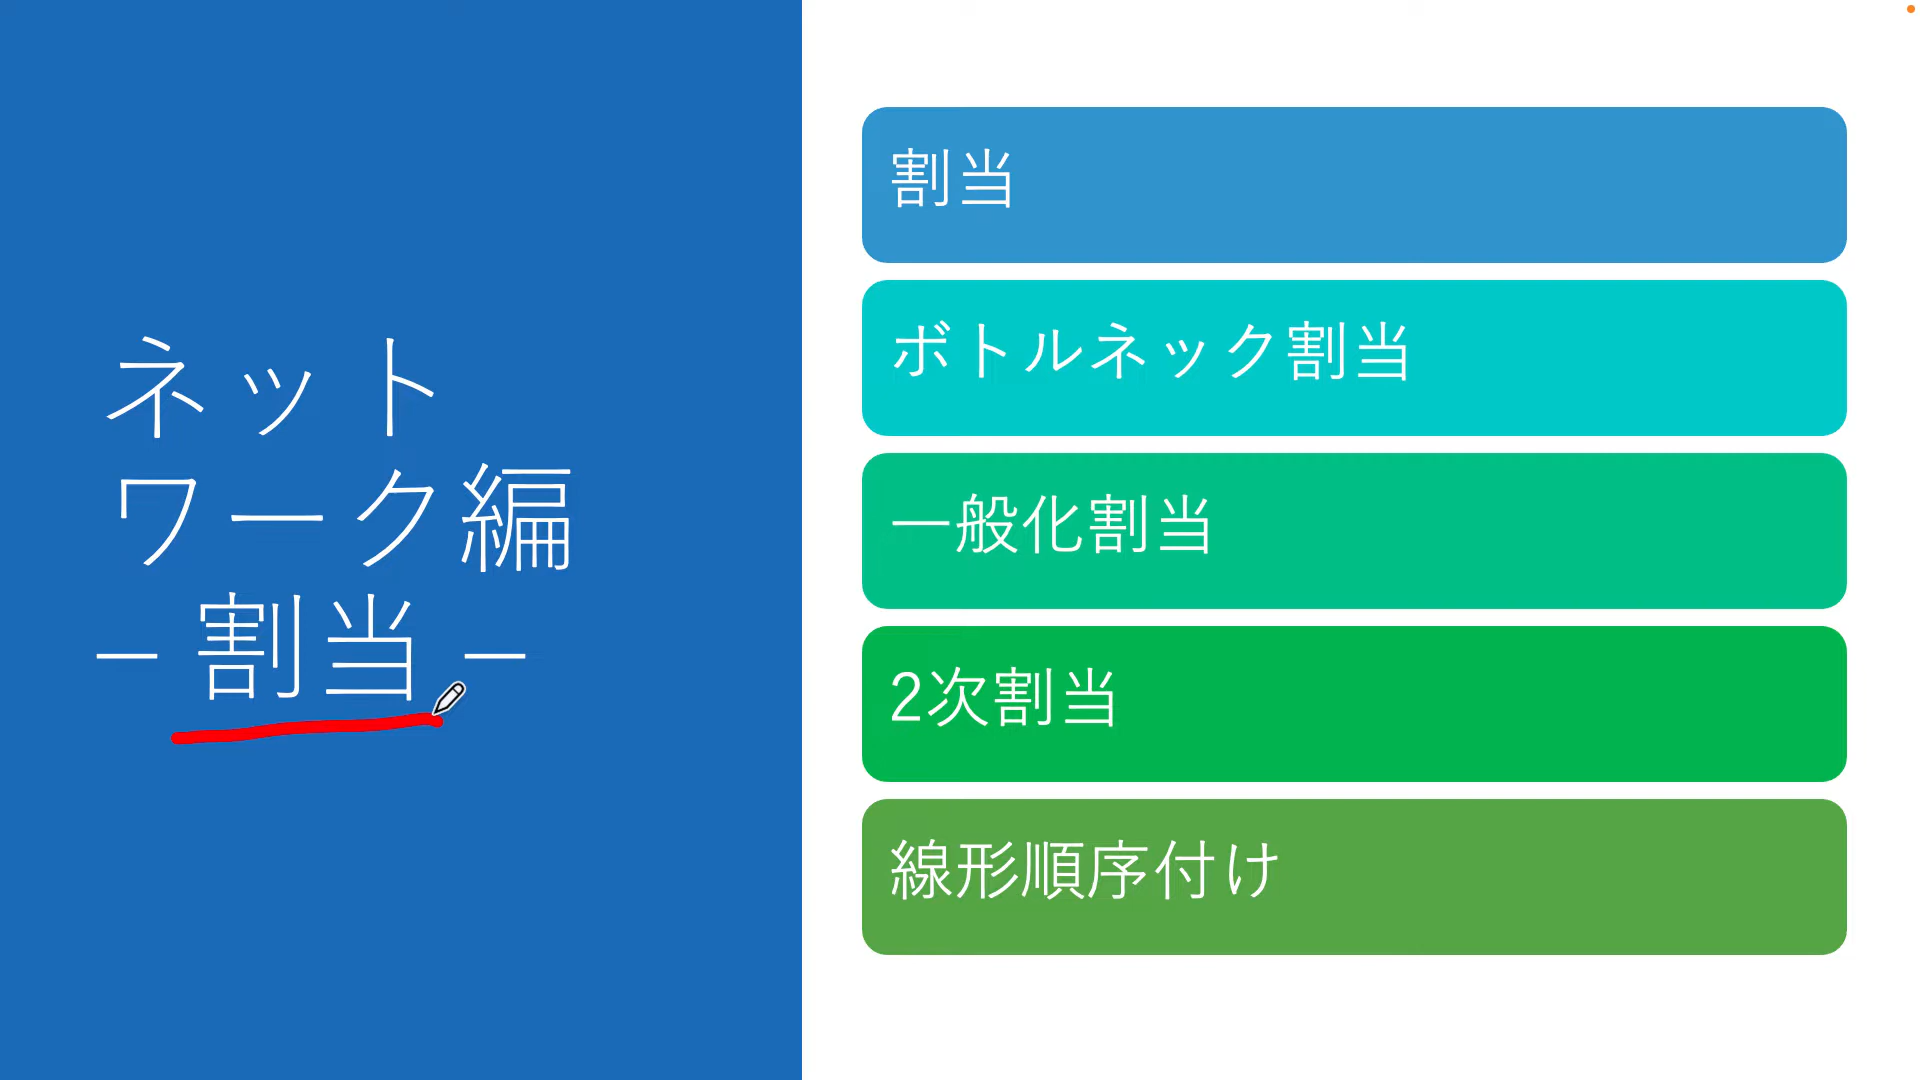 ネット
ワーク編
– 割当 –
割当
ボトルネック割当
一般化割当
2次割当
線形順序付け